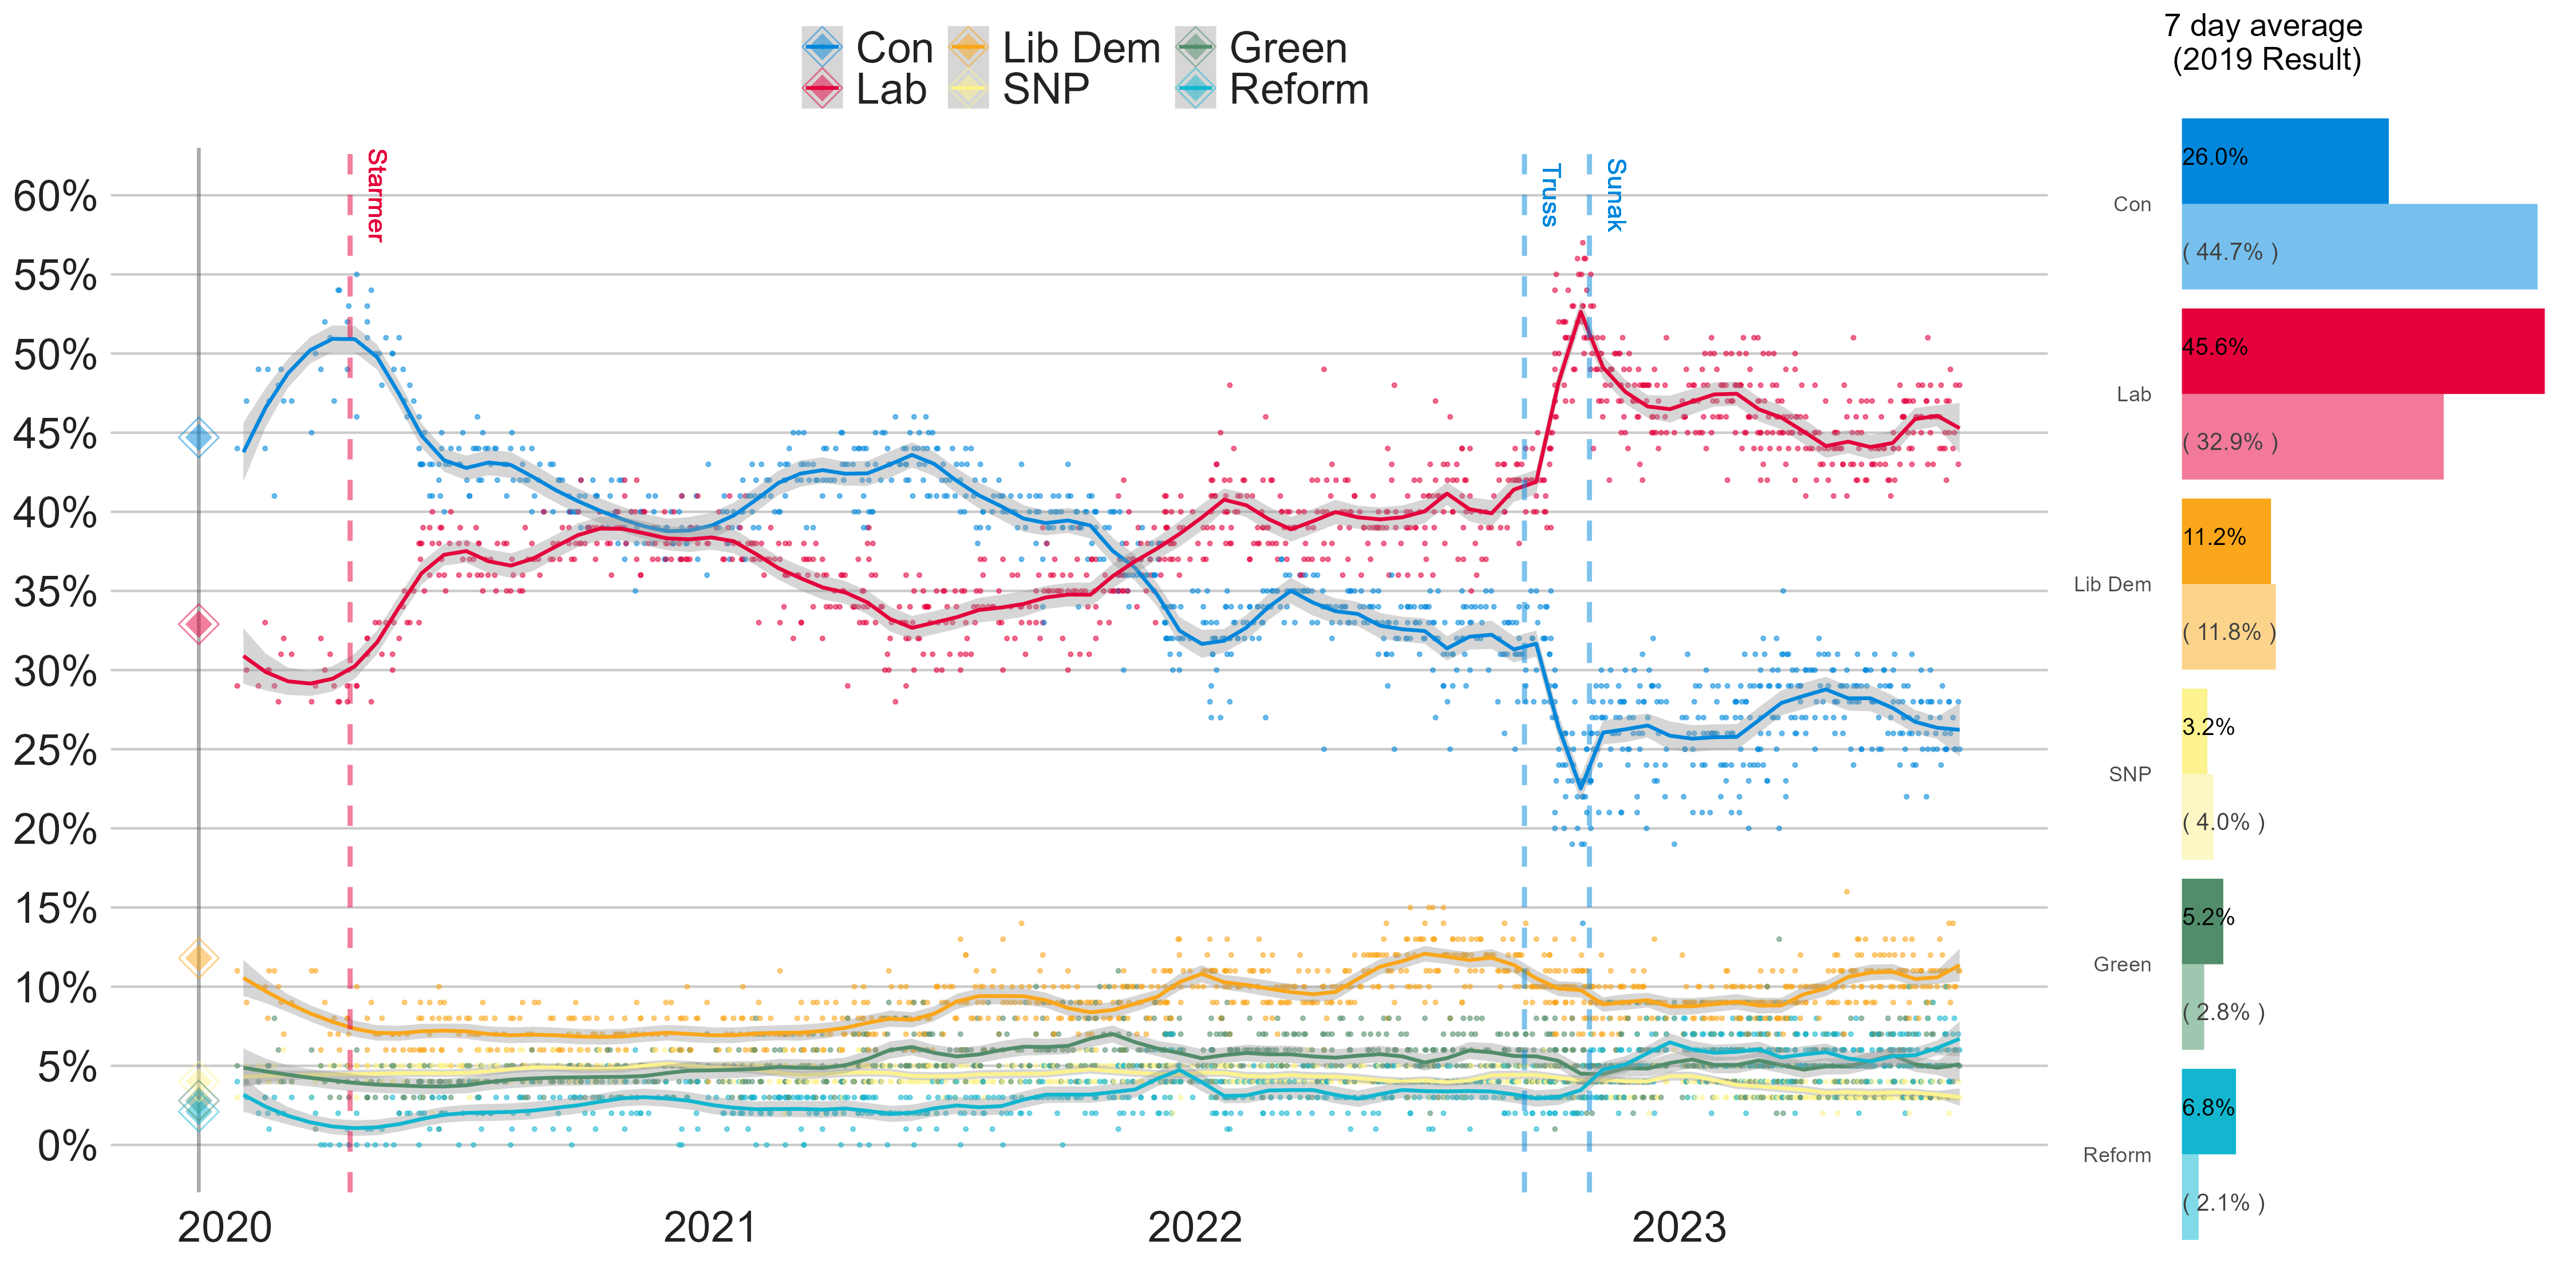 Con Lib Dem Green
Lab SNP Reform
7 day average
(2019 Result)
Starmer
Truss
Sunak
60%
55%
50%
45%
40%
35%
30%
25%
20%
15%
10%
5%
0%
2020 2021 2022 2023
Con
26.0%
( 44.7% )
Lab
45.6%
( 32.9% )
Lib Dem
11.2%
( 11.8% )
SNP
3.2%
( 4.0% )
Green
5.2%
( 2.8% )
Reform
6.8%
( 2.1% )